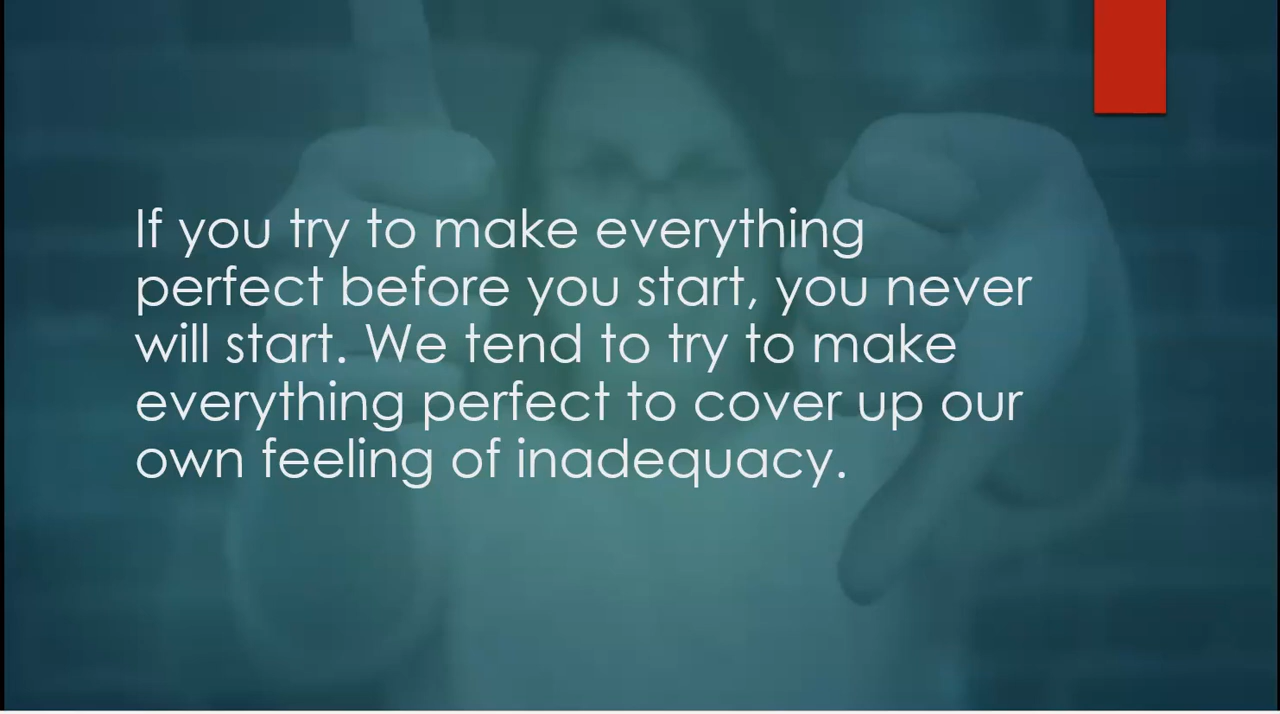 If you try to make everything
perfect before you start, you never
will start. We tend to try to make
everything perfect to cover up our
own feeling of inadequacy.